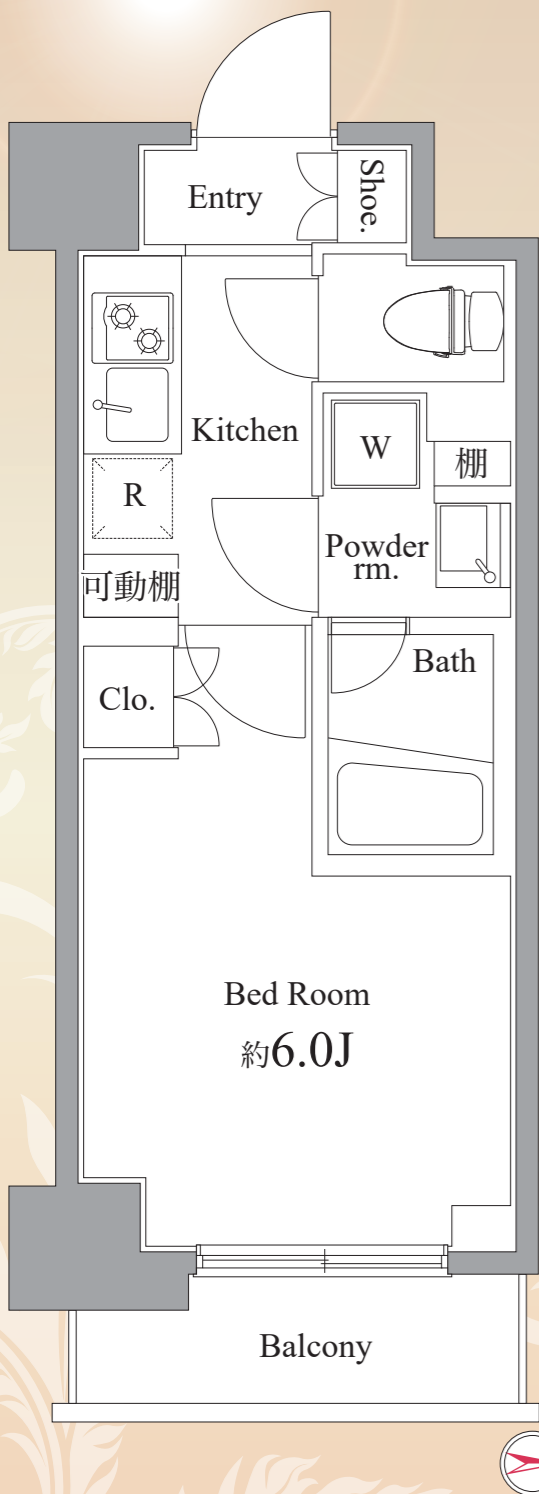 Entry
Shoe.
Kitchen
W
棚
R
Powder
rm.
可動棚
Bath
Clo.
Bed Room
約6.0J
Balcony